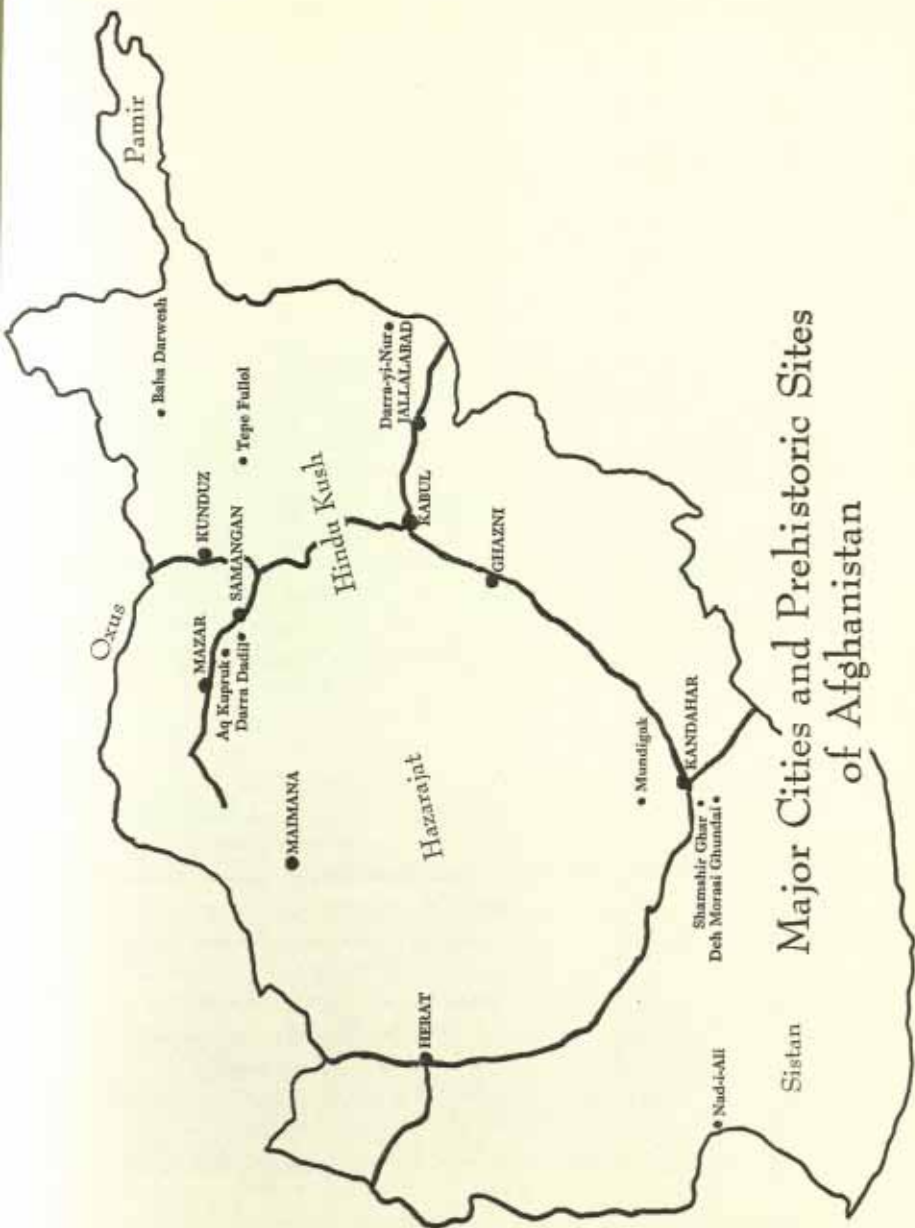 Pamir
Baba Darwesh
Oxus
KUNDUZ
Tepe Fullol
MAZAR
SAMANGAN
Aq Kupruk
Darra Dadil
Hindu Kush
Darra-yi-Nur
JALLALABAD
MAIMANA
KABUL
Hazarajat
GHAZNI
HERAT
Mundigak
KANDAHAR
Shamshir Ghar
Deh Morasi Ghundai
Nad-i-Ali
Sistan
Major Cities and Prehistoric Sites
of Afghanistan